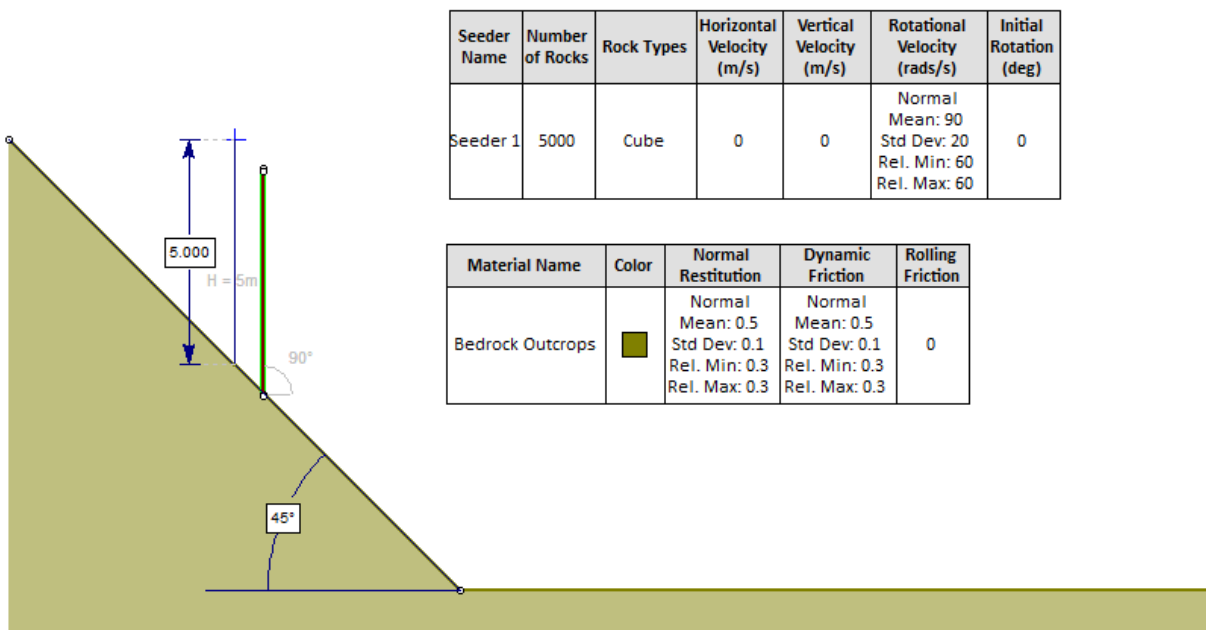 Seeder Name
Number of Rocks
Rock Types
Horizontal Velocity (m/s)
Vertical Velocity (m/s)
Rotational Velocity (rads/s)
Initial Rotation (deg)
Seeder 1
5000
Cube
0
0
Normal
Mean: 90
Std Dev: 20
Rel. Min: 60
Rel. Max: 60
0
5.000
H = 5m
90°
45°
Material Name
Color
Normal Restitution
Dynamic Friction
Rolling Friction
Bedrock Outcrops
Normal
Mean: 0.5
Std Dev: 0.1
Rel. Min: 0.3
Rel. Max: 0.3
Normal
Mean: 0.5
Std Dev: 0.1
Rel. Min: 0.3
Rel. Max: 0.3
0